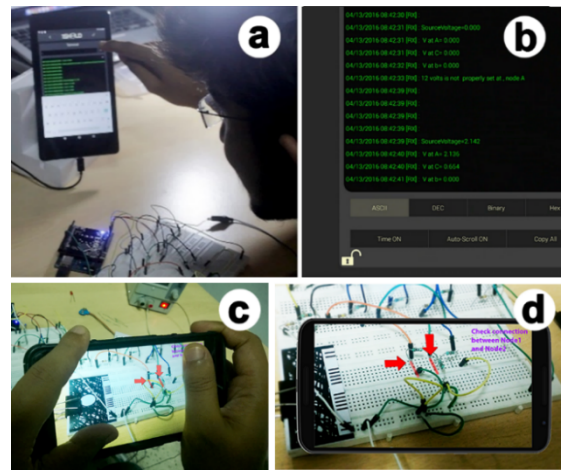 a
b
04/13/2016 08:42:30 [RX]
04/13/2016 08:42:31 [RX] SourceVoltage=0.000
04/13/2016 08:42:31 [RX] V at A= 0.003
04/13/2016 08:42:31 [RX] V at C= 0.003
04/13/2016 08:42:32 [RX] V at b= 0.000
04/13/2016 08:42:33 [RX] 12 volts is not properly set at , node A
04/13/2016 08:42:39 [RX]
04/13/2016 08:42:39 [RX]
04/13/2016 08:42:39 [RX]
04/13/2016 08:42:39 [RX] SourceVoltage=2.142
04/13/2016 08:42:40 [RX] V at A= 2.135
04/13/2016 08:42:40 [RX] V at C= 0.654
04/13/2016 08:42:41 [RX] V at b= 0.000
ASCII DEC Binary Hex
Time ON Auto-Scroll ON Copy All
c
d
Check connection
between Node1
and Node2